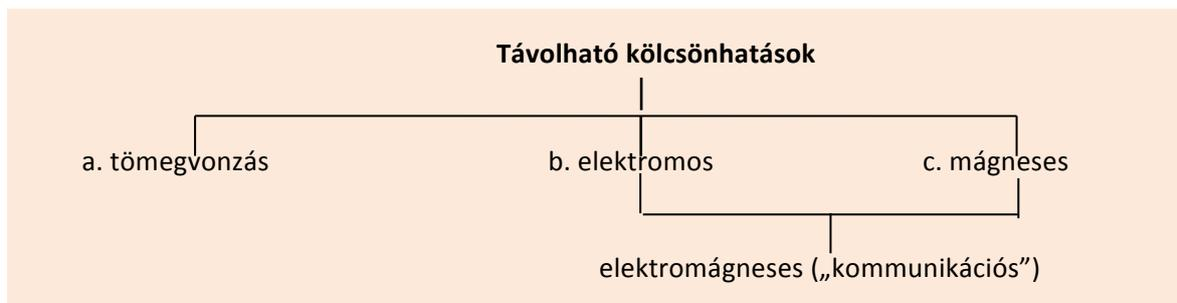 Távolható kölcsönhatások
a. tömegvonzás b. elektromos c. mágneses
elektromágneses („kommunikációs”)